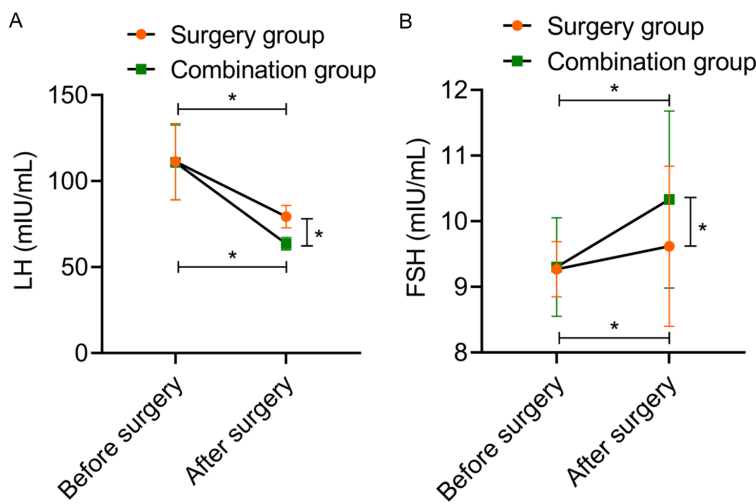 A
Surgery group
Combination group
150
100
50
0
LH (mIU/mL)
*
*
*
Before surgery
After surgery
B
Surgery group
Combination group
12
11
10
9
8
FSH (mIU/mL)
*
*
*
Before surgery
After surgery